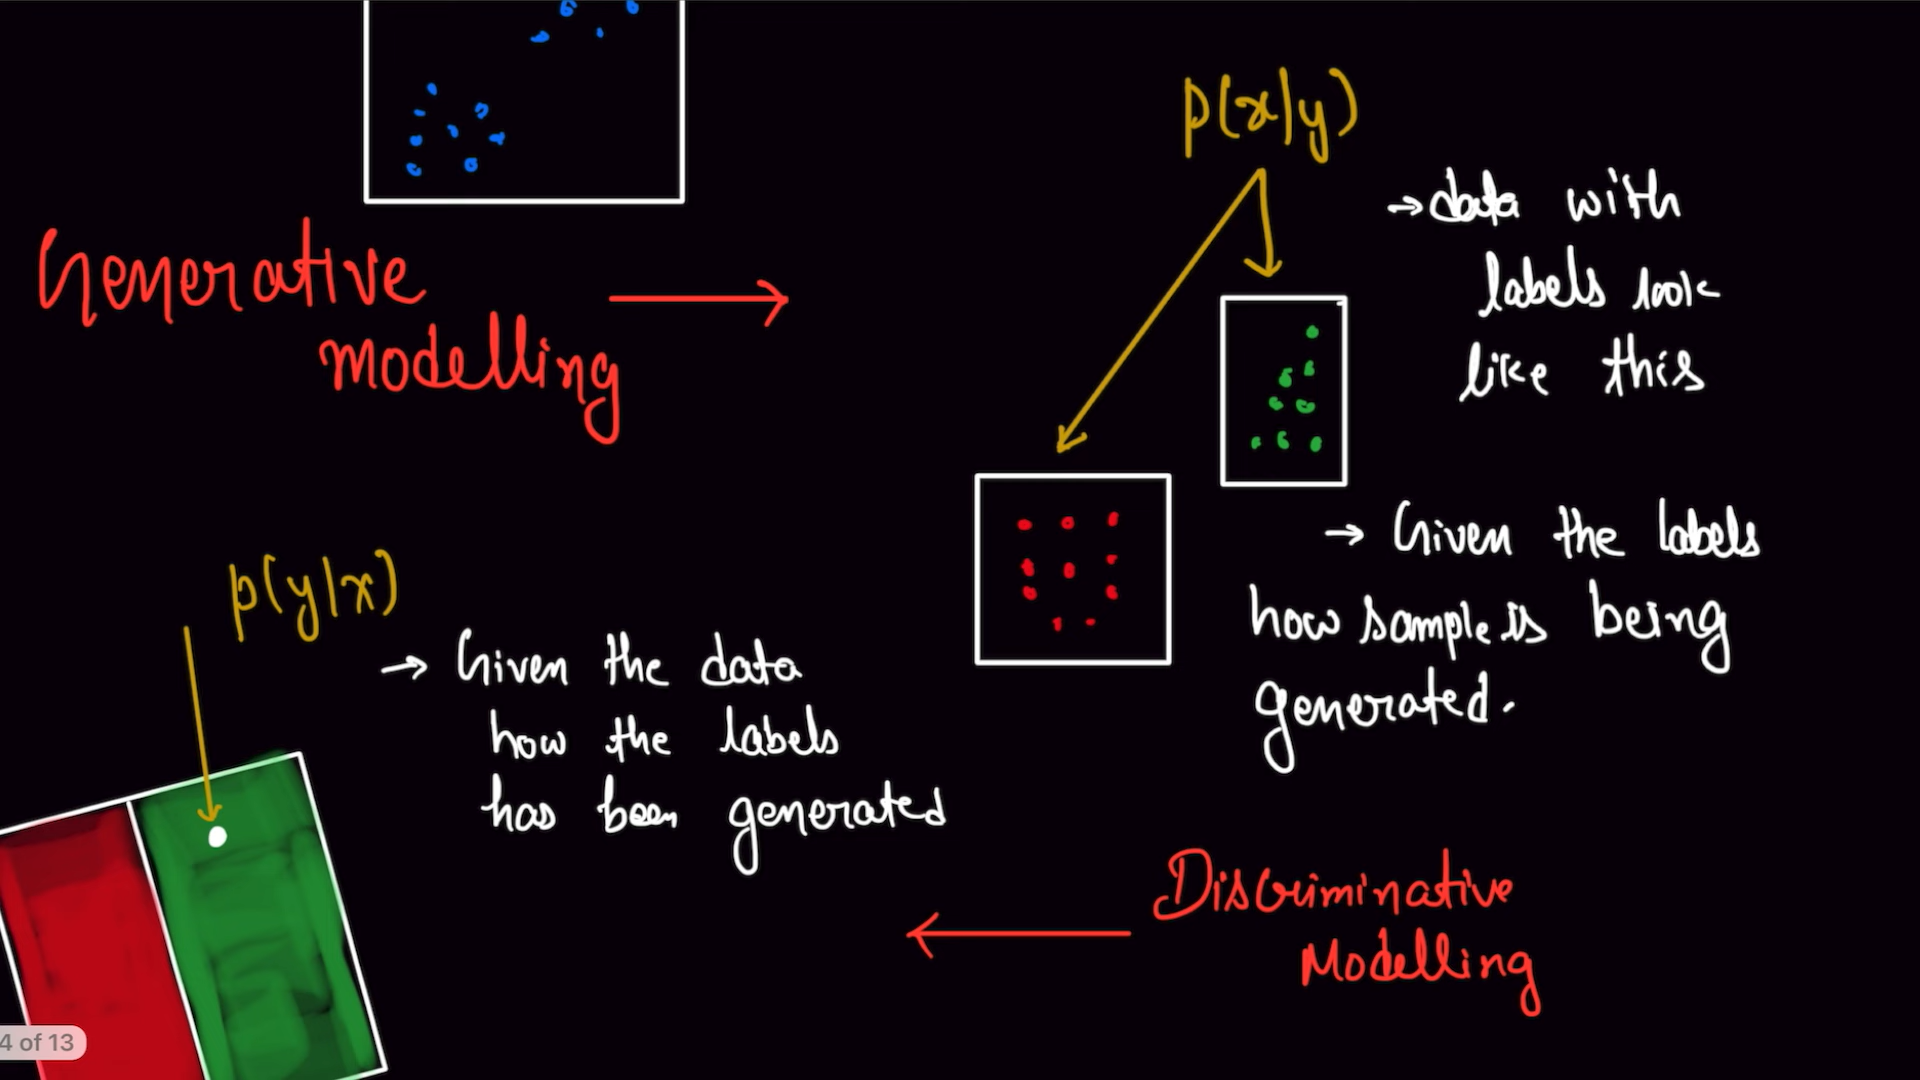 Generative
modelling
p(x|y)
→ data with
labels look
like this
→ Given the labels
how sample is being
generated.
p(y|x)
→ Given the data
how the labels
has been generated
Discriminative
Modelling
4 of 13